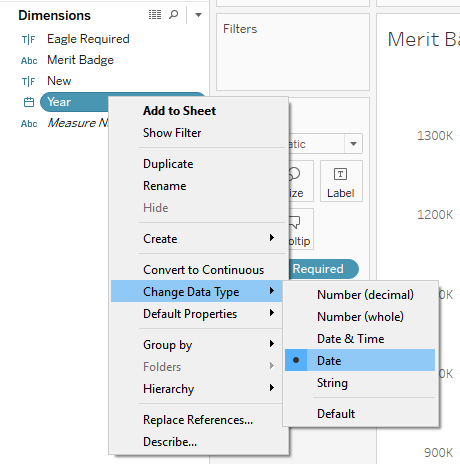 Dimensions
T|F Eagle Required
Abc Merit Badge
T|F New
Year
Abc Measure N
Filters
Merit Ba
Add to Sheet
Show Filter
Duplicate
Rename
Hide
Create
Convert to Continuous
Change Data Type
Default Properties
Group by
Folders
Hierarchy
Replace References...
Describe...
atic
ize
Label
oltip
Required
Number (decimal)
Number (whole)
Date & Time
Date
String
Default
1300K
1200K
K
K
900K